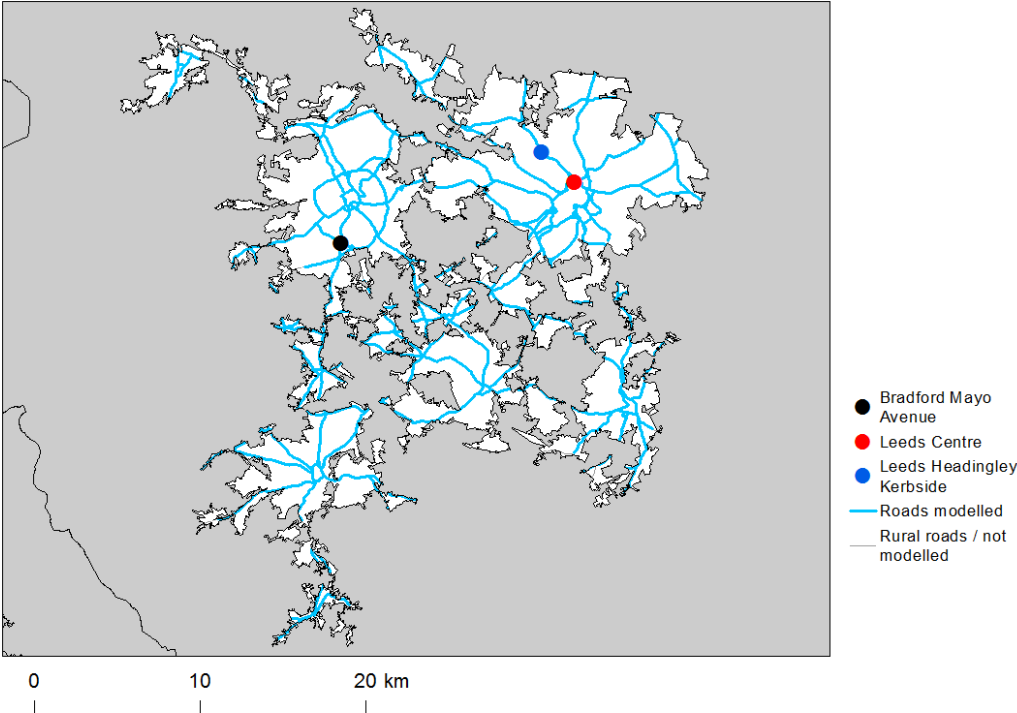 Bradford Mayo
Avenue
Leeds Centre
Leeds Headingley
Kerbside
Roads modelled
Rural roads / not
modelled
0 10 20 km